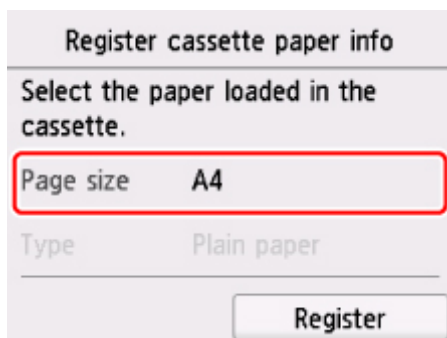 Register cassette paper info
Select the paper loaded in the
cassette.
Page size A4
Type Plain paper
Register